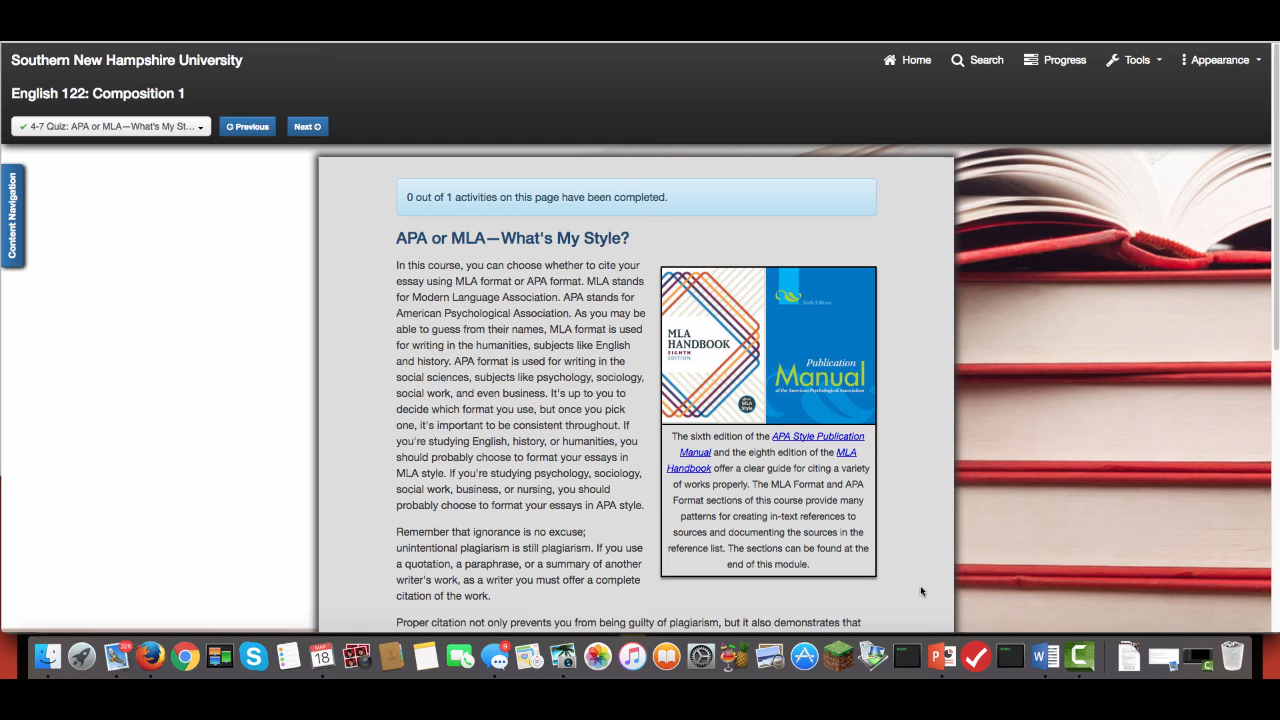 Southern New Hampshire University
Home
Search
Progress
Tools
Appearance
English 122: Composition 1
4-7 Quiz: APA or MLA—What's My St...
Previous
Next
Content Navigation
0 out of 1 activities on this page have been completed.
APA or MLA—What's My Style?
In this course, you can choose whether to cite your
essay using MLA format or APA format. MLA stands
for Modern Language Association. APA stands for
American Psychological Association. As you may be
able to guess from their names, MLA format is used
for writing in the humanities, subjects like English
and history. APA format is used for writing in the
social sciences, subjects like psychology, sociology,
social work, and even business. It's up to you to
decide which format you use, but once you pick
one, it's important to be consistent throughout. If
you're studying English, history, or humanities, you
should probably choose to format your essays in
MLA style. If you're studying psychology, sociology,
social work, business, or nursing, you should
probably choose to format your essays in APA style.
MLA
HANDBOOK
EIGHTH
EDITION
Sixth Edition
Publication
Manual
of the American Psychological Association
The sixth edition of the APA Style Publication
Manual and the eighth edition of the MLA
Handbook offer a clear guide for citing a variety
of works properly. The MLA Format and APA
Format sections of this course provide many
patterns for creating in-text references to
sources and documenting the sources in the
reference list. The sections can be found at the
end of this module.
Remember that ignorance is no excuse;
unintentional plagiarism is still plagiarism. If you use
a quotation, a paraphrase, or a summary of another
writer's work, as a writer you must offer a complete
citation of the work.
Proper citation not only prevents you from being guilty of plagiarism, but it also demonstrates that
326
MAR
18
9